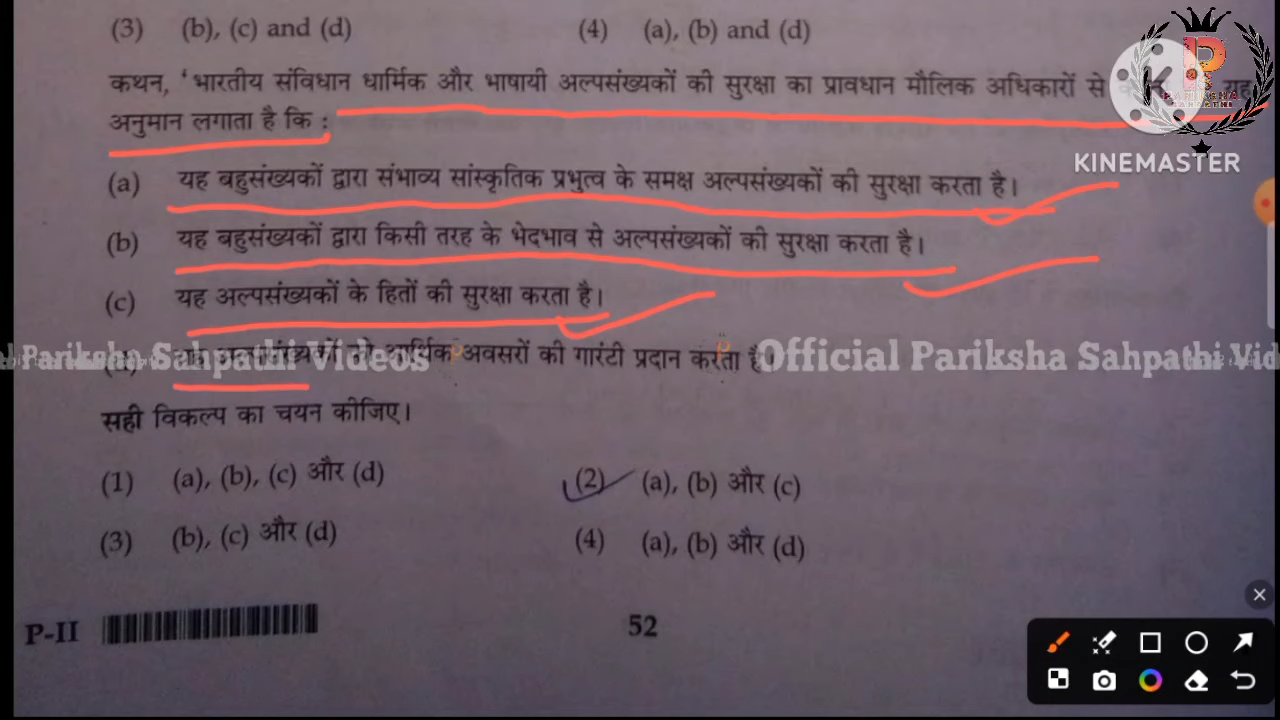 (3) (b), (c) and (d) (4) (a), (b) and (d)
कथन, 'भारतीय संविधान धार्मिक और भाषायी अल्पसंख्यकों की सुरक्षा का प्रावधान मौलिक अधिकारों से यह
अनुमान लगाता है कि :
(a) यह बहुसंख्यकों द्वारा संभाव्य सांस्कृतिक प्रभुत्व के समक्ष अल्पसंख्यकों की सुरक्षा करता है।
(b) यह बहुसंख्यकों द्वारा किसी तरह के भेदभाव से अल्पसंख्यकों की सुरक्षा करता है।
(c) यह अल्पसंख्यकों के हितों की सुरक्षा करता है।
आर्थिक अवसरों की गारंटी प्रदान करता है।
सही विकल्प का चयन कीजिए।
(1) (a), (b), (c) और (d) (2) (a), (b) और (c)
(3) (b), (c) और (d) (4) (a), (b) और (d)
P-II 52
KINEMASTER
Pariksha Sahpathi Videos Official Pariksha Sahpathi Vid